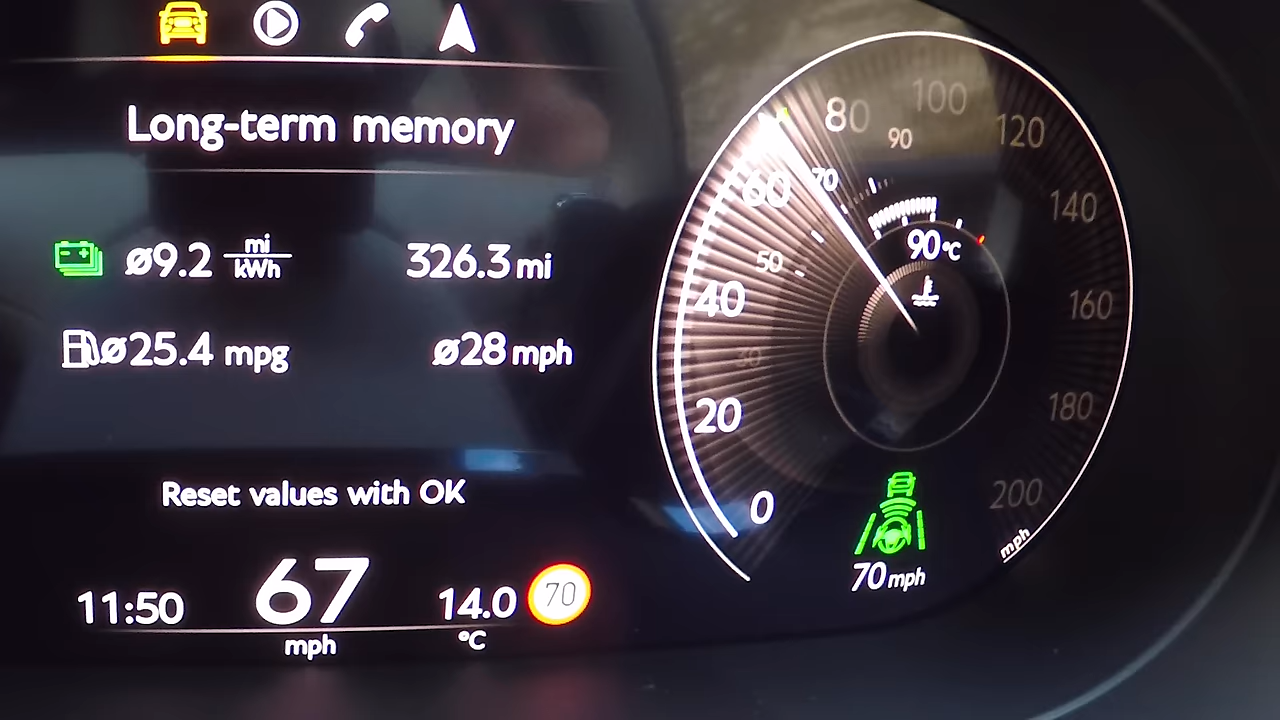 Long-term memory
ø9.2 mi/kWh 326.3 mi
ø25.4 mpg ø28 mph
Reset values with OK
11:50 67 mph 14.0 °C 70
0
20
30
40
50
60
70
80
90
100
120
140
160
180
200
mph
90°C
70 mph